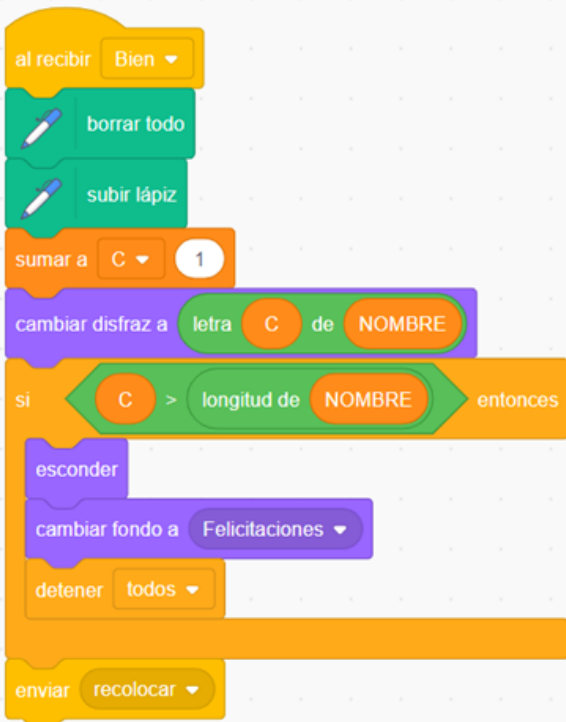 al recibir Bien
borrar todo
subir lápiz
sumar a C 1
cambiar disfraz a letra C de NOMBRE
si C > longitud de NOMBRE entonces
esconder
cambiar fondo a Felicitaciones
detener todos
enviar recolocar